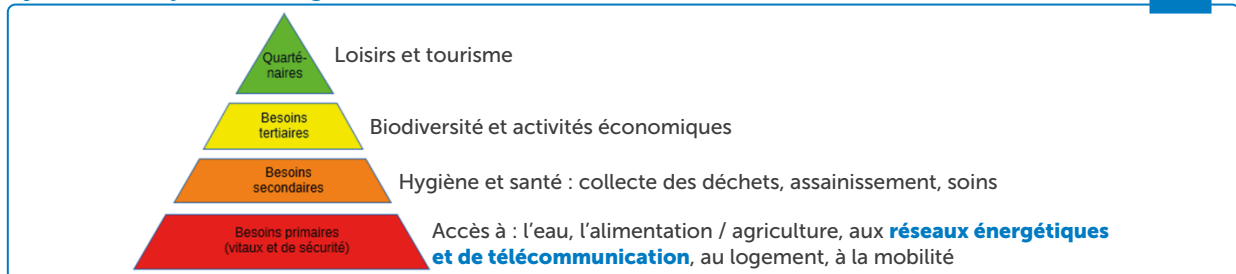 Quarté-
naires
Loisirs et tourisme
Besoins
tertiaires
Biodiversité et activités économiques
Besoins
secondaires
Hygiène et santé : collecte des déchets, assainissement, soins
Besoins primaires
(vitaux et de sécurité)
Accès à : l’eau, l’alimentation / agriculture, aux réseaux énergétiques
et de télécommunication, au logement, à la mobilité